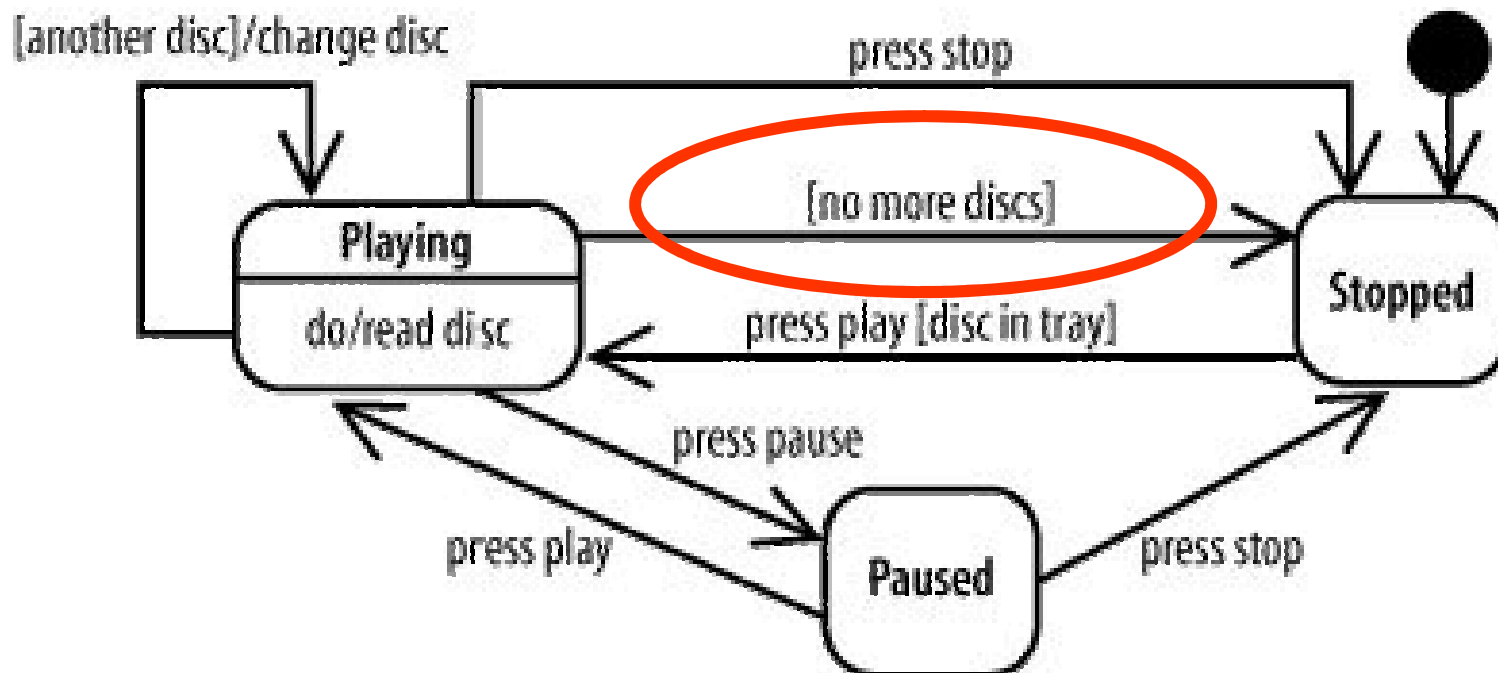 [another disc]/change disc
press stop
[no more discs]
Playing
do/read disc
press play [disc in tray]
Stopped
press pause
press play
Paused
press stop